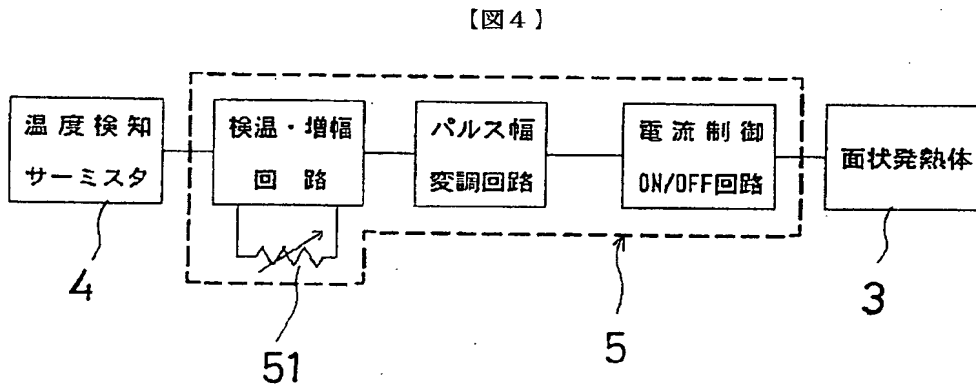 【図4】
温度検知
サーミスタ
検温・増幅
回路
パルス幅
変調回路
電流制御
ON/OFF回路
面状発熱体
4
51
5
3